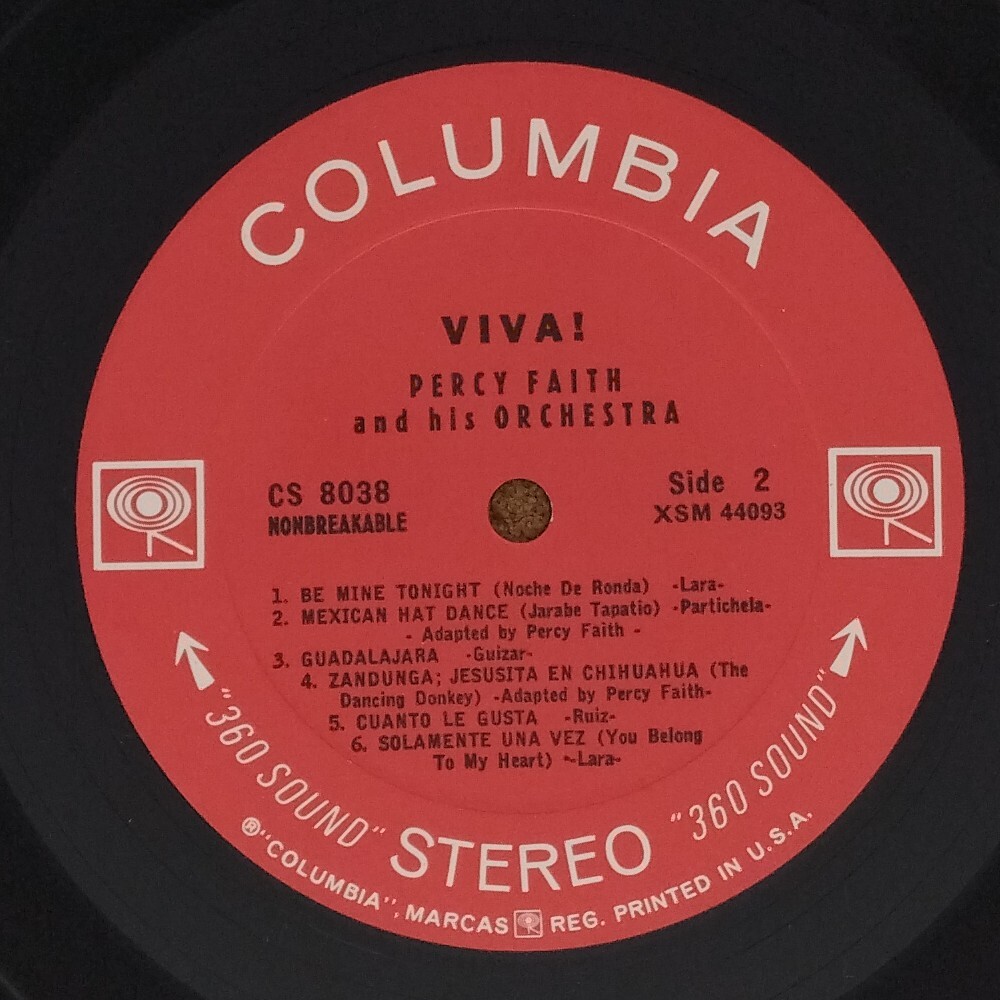 COLUMBIA
VIVA!
PERCY FAITH
and his ORCHESTRA
CS 8038
NONBREAKABLE
Side 2
XSM 44093
1. BE MINE TONIGHT (Noche De Ronda) -Lara-
2. MEXICAN HAT DANCE (Jarabe Tapatio) -Partichela-
- Adapted by Percy Faith -
3. GUADALAJARA -Guizar-
4. ZANDUNGA; JESUSITA EN CHIHUAHUA (The
Dancing Donkey) -Adapted by Percy Faith-
5. CUANTO LE GUSTA -Ruiz-
6. SOLAMENTE UNA VEZ (You Belong
To My Heart) -Lara-
"360 SOUND" STEREO "360 SOUND"
®"COLUMBIA", MARCAS REG. PRINTED IN U.S.A.